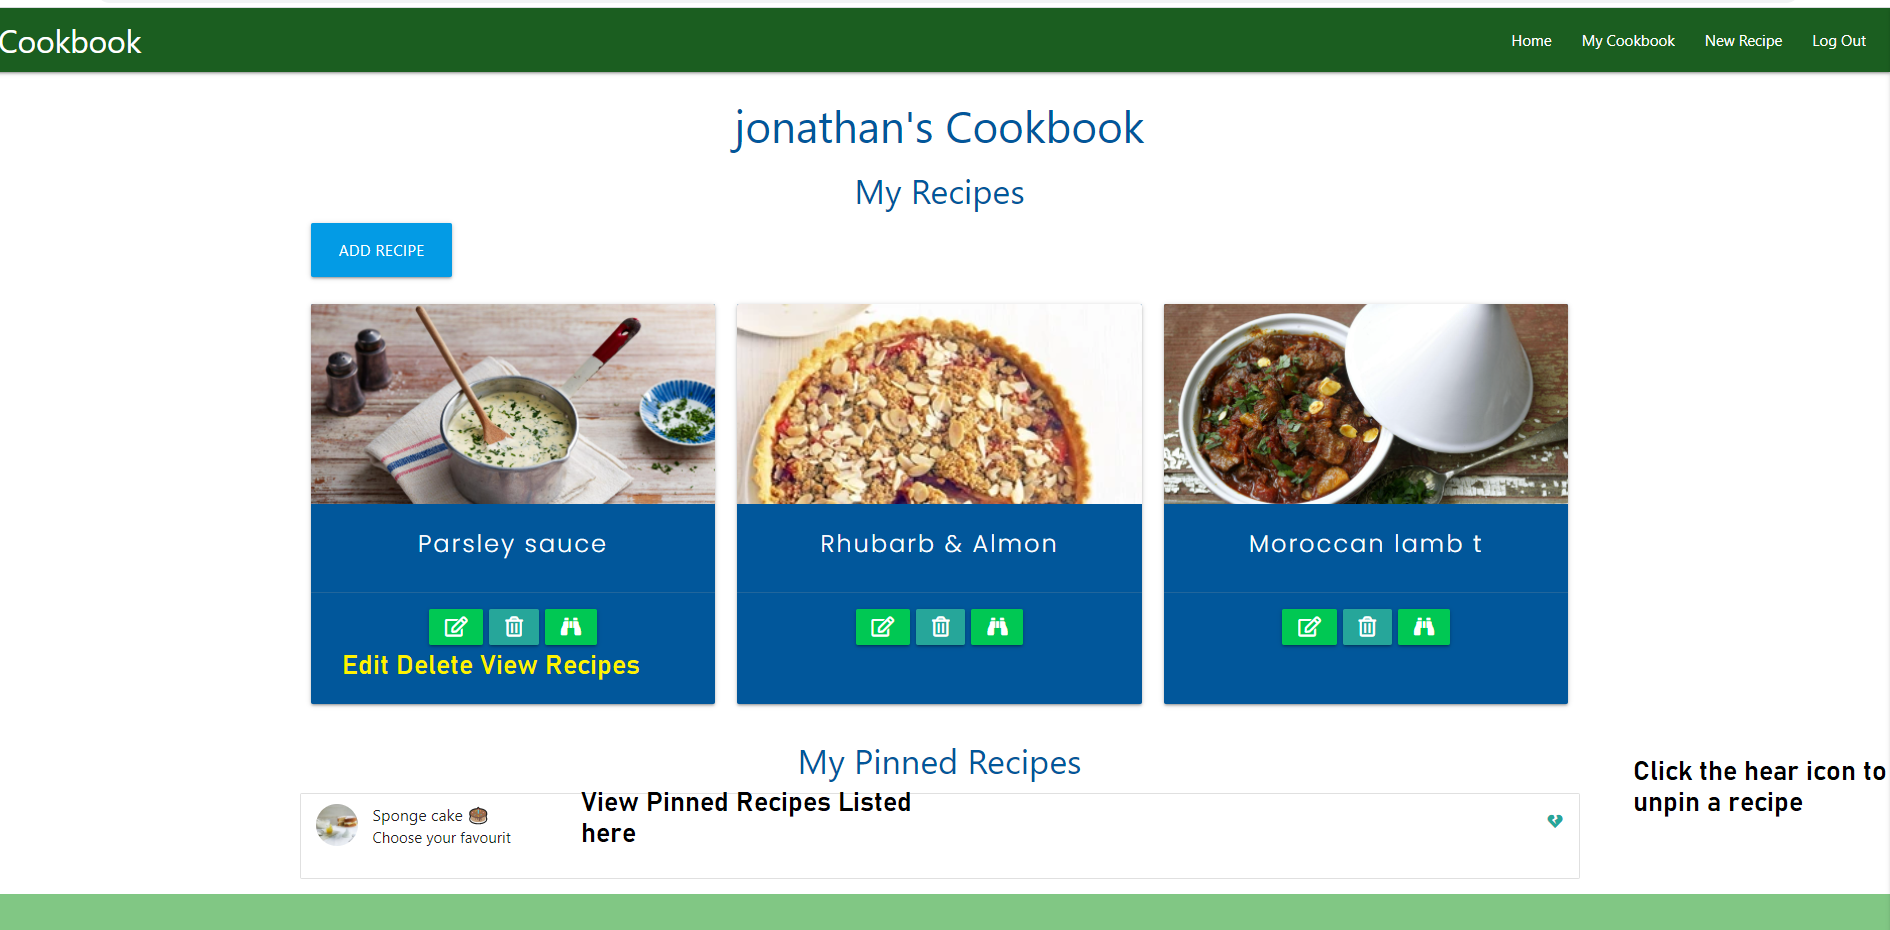 Cookbook
Home My Cookbook New Recipe Log Out
jonathan's Cookbook
My Recipes
ADD RECIPE
Parsley sauce
Rhubarb & Almon
Moroccan lamb t
Edit Delete View Recipes
My Pinned Recipes
Sponge cake 🎂
Choose your favourit
View Pinned Recipes Listed
here
Click the hear icon to
unpin a recipe